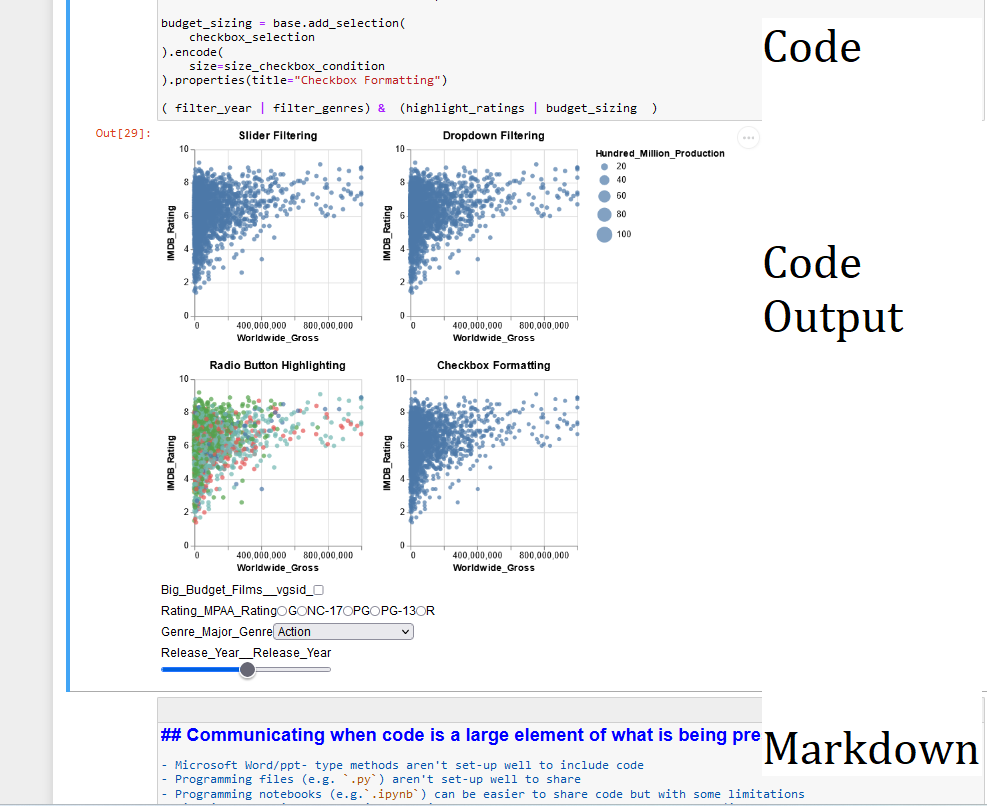 budget_sizing = base.add_selection(
checkbox_selection
).encode(
size=size_checkbox_condition
).properties(title="Checkbox Formatting")
( filter_year | filter_genres) &  (highlight_ratings | budget_sizing  )
Code
Out[29]:
Slider Filtering
Dropdown Filtering
Hundred_Million_Production
20
40
60
80
100
10
8
6
4
2
0
IMDB_Rating
0 400,000,000 800,000,000
Worldwide_Gross
10
8
6
4
2
0
IMDB_Rating
0 400,000,000 800,000,000
Worldwide_Gross
Code
Output
Radio Button Highlighting
Checkbox Formatting
10
8
6
4
2
0
IMDB_Rating
0 400,000,000 800,000,000
Worldwide_Gross
10
8
6
4
2
0
IMDB_Rating
0 400,000,000 800,000,000
Worldwide_Gross
Big_Budget_Films__vgsid_
Rating_MPAA_Rating G NC-17 PG PG-13 R
Genre_Major_Genre Action
Release_Year__Release_Year
## Communicating when code is a large element of what is being pre
Markdown
- Microsoft Word/ppt- type methods aren't set-up well to include code
- Programming files (e.g. `.py`) aren't set-up well to share
- Programming notebooks (e.g.`.ipynb`) can be easier to share code but with some limitations